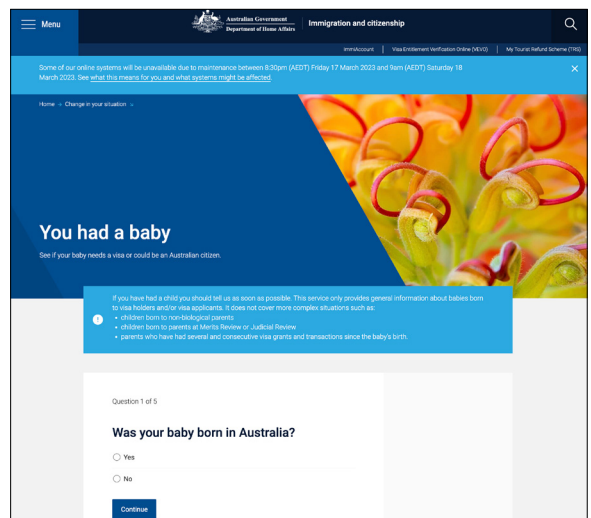 Menu
Australian Government
Department of Home Affairs
Immigration and citizenship
ImmiAccount
Visa Entitlement Verification Online (VEVO)
My Tourist Refund Scheme (TRS)
Some of our online systems will be unavailable due to maintenance between 8:30pm (AEDT) Friday 17 March 2023 and 9am (AEDT) Saturday 18
March 2023. See what this means for you and what systems might be affected.
Home
Change in your situation
You had a baby
See if your baby needs a visa or could be an Australian citizen.
If you have had a child you should tell us as soon as possible. This service only provides general information about babies born
to visa holders and/or visa applicants. It does not cover more complex situations such as:
• children born to non-biological parents
• children born to parents at Merits Review or Judicial Review
• parents who have had several and consecutive visa grants and transactions since the baby's birth.
Question 1 of 5
Was your baby born in Australia?
Yes
No
Continue